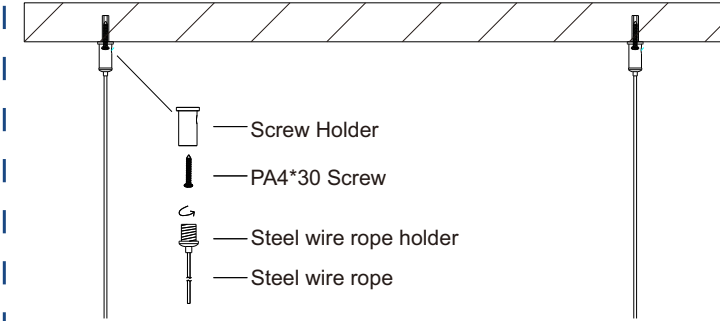 Screw Holder
PA4*30 Screw
Steel wire rope holder
Steel wire rope